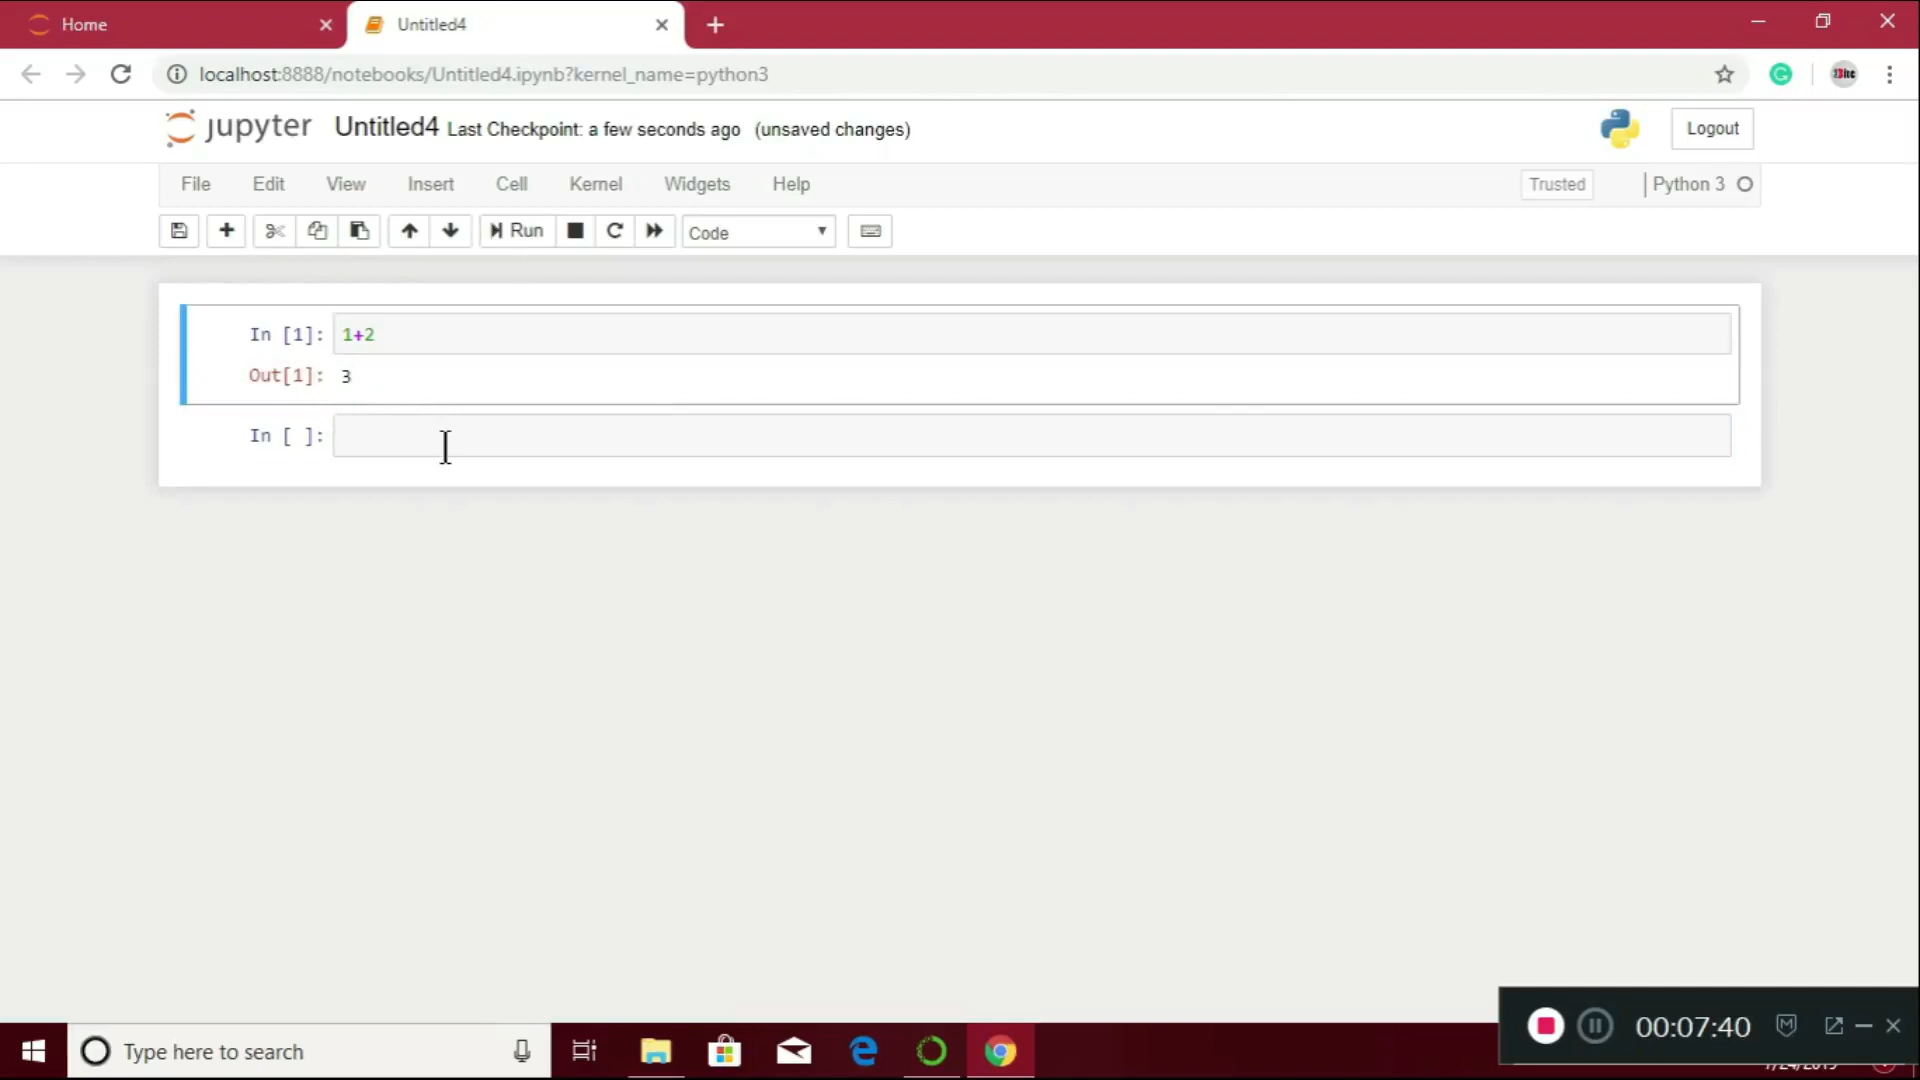 Home
Untitled4
localhost:8888/notebooks/Untitled4.ipynb?kernel_name=python3
jupyter Untitled4 Last Checkpoint: a few seconds ago (unsaved changes)
Logout
File Edit View Insert Cell Kernel Widgets Help
Trusted
Python 3
Run
Code
In [1]: 1+2
Out[1]: 3
In [ ]:
Type here to search
00:07:40